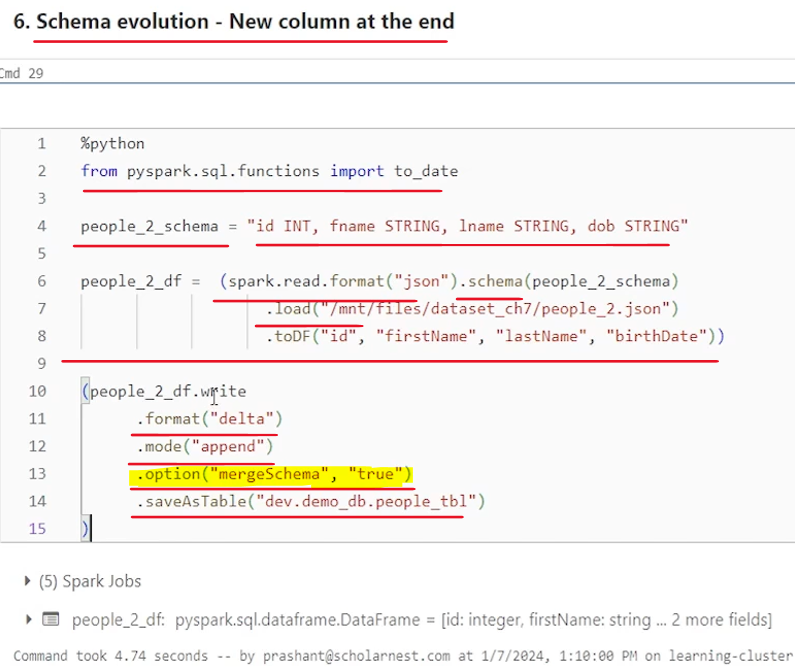 6. Schema evolution - New column at the end
Cmd 29
1 %python
2 from pyspark.sql.functions import to_date
3
4 people_2_schema = "id INT, fname STRING, lname STRING, dob STRING"
5
6 people_2_df = (spark.read.format("json").schema(people_2_schema)
7 .load("/mnt/files/dataset_ch7/people_2.json")
8 .toDF("id", "firstName", "lastName", "birthDate"))
9
10 (people_2_df.write
11 .format("delta")
12 .mode("append")
13 .option("mergeSchema", "true")
14 .saveAsTable("dev.demo_db.people_tbl")
15 )
(5) Spark Jobs
people_2_df: pyspark.sql.dataframe.DataFrame = [id: integer, firstName: string ... 2 more fields]
Command took 4.74 seconds -- by prashant@scholarnest.com at 1/7/2024, 1:10:00 PM on learning-cluster